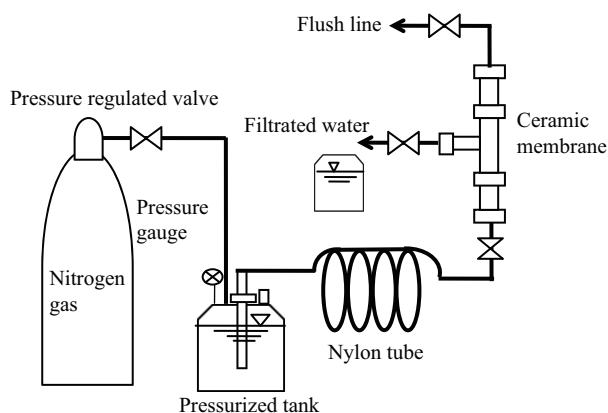 Flush line
Pressure regulated valve
Filtrated water
Ceramic
membrane
Pressure
gauge
Nitrogen
gas
Nylon tube
Pressurized tank